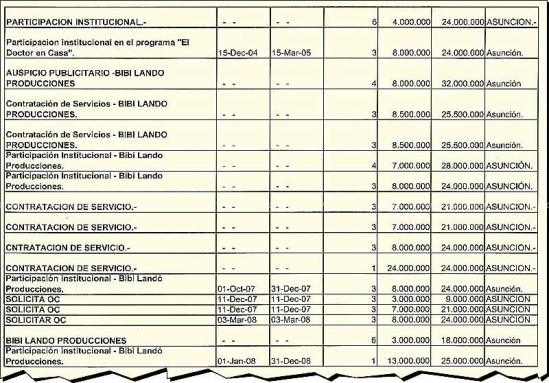 PARTICIPACION INSTITUCIONAL.- - - - - 6 4.000.000 24.000.000 ASUNCION.-
Participacion Institucional en el programa "El
Doctor en Casa". 15-Dec-04 15-Mar-05 3 8.000.000 24.000.000 Asunción.
AUSPICIO PUBLICITARIO -BIBI LANDO
PRODUCCIONES - - - - 4 8.000.000 32.000.000 Asunción
Contratación de Servicios - BIBI LANDO
PRODUCCIONES. - - - - 3 8.500.000 25.500.000 Asunción.
Contratación de Servicios - BIBI LANDO
PRODUCCIONES. - - - - 3 8.500.000 25.500.000 Asunción.
Participación Institucional - Bibi Lando
Producciones. - - - - 4 7.000.000 28.000.000 ASUNCIÓN.-
Participación Institucional - Bibi Lando
Producciones. - - - - 3 8.000.000 24.000.000 ASUNCIÓN.-
CONTRATACION DE SERVICIO.- - - - - 3 7.000.000 21.000.000 ASUNCIÓN.-
CONTRATACION DE SERVICIO.- - - - - 3 7.000.000 21.000.000 ASUNCIÓN.-
CNTRATACION DE SERVICIO.- - - - - 3 8.000.000 24.000.000 ASUNCIÓN.-
CONTRATACION DE SERVICIO.- - - - - 1 24.000.000 24.000.000 ASUNCIÓN.-
Participación Institucional - Bibi Landó
Producciones. 01-Oct-07 31-Dec-07 3 8.000.000 24.000.000 Asunción.
SOLICITA OC 11-Dec-07 11-Dec-07 3 3.000.000 9.000.000 ASUNCION
SOLICITA OC 11-Dec-07 11-Dec-07 3 7.000.000 21.000.000 ASUNCION
SOLICITAR OC 03-Mar-08 03-Mar-08 3 8.000.000 24.000.000 ASUNCION
BIBI LANDO PRODUCCIONES - - - - 6 3.000.000 18.000.000 Asunción
Participación Institucional - Bibi Landó
Producciones. 01-Jan-08 31-Dec-08 1 13.000.000 25.000.000 Asunción.